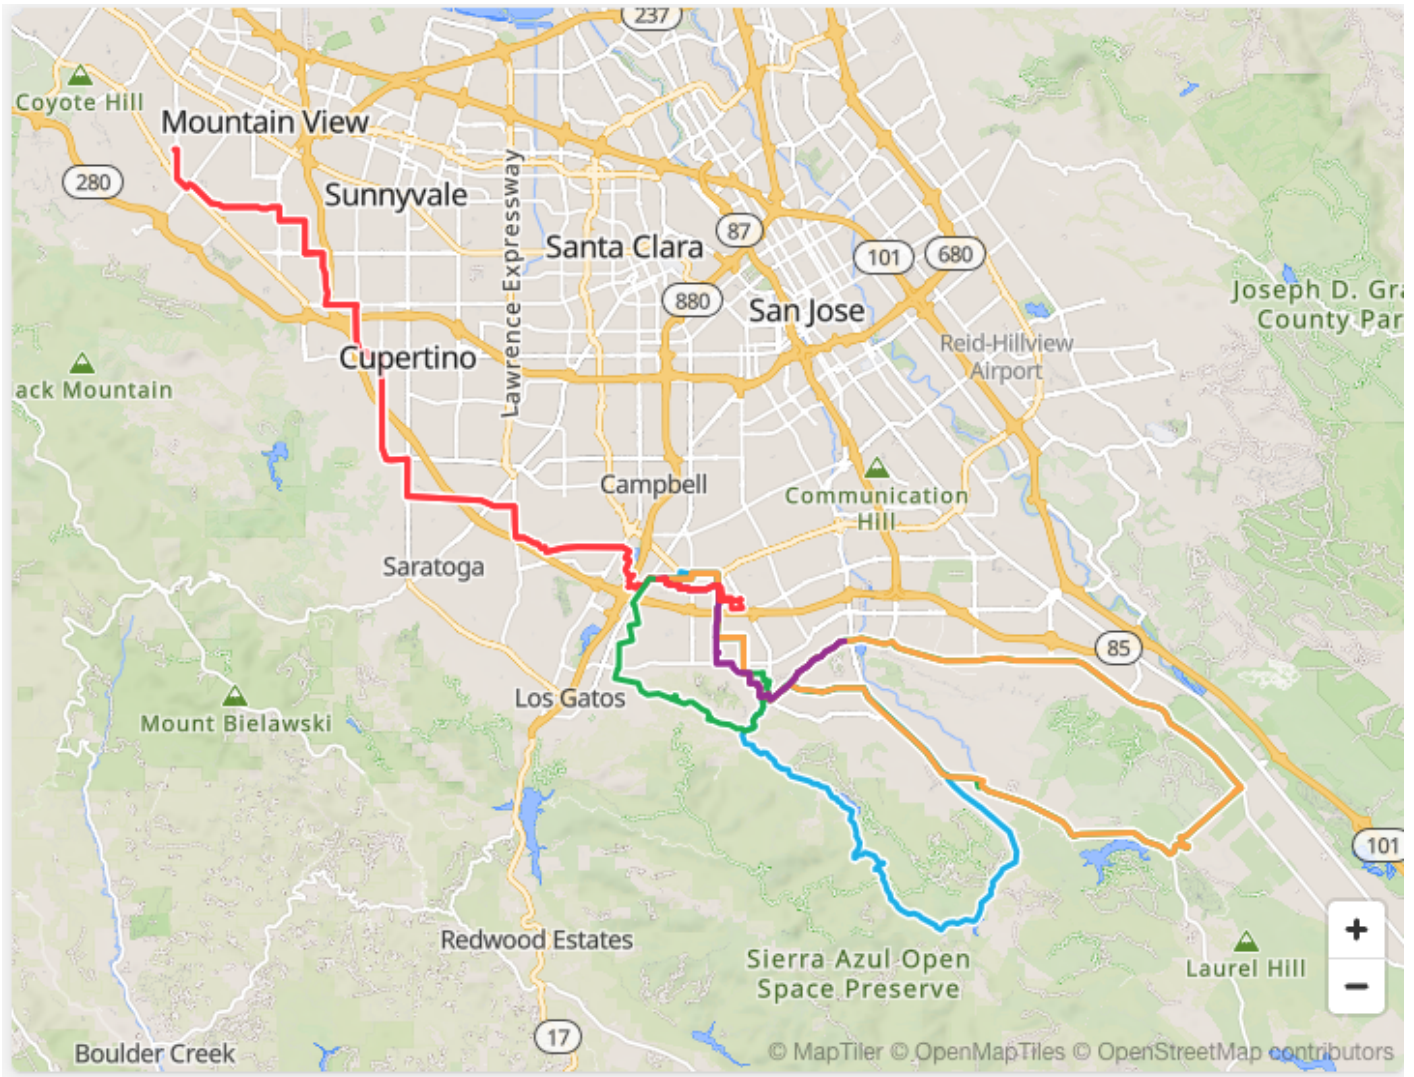 237
Coyote Hill
Mountain View
280
Sunnyvale
Lawrence Expressway
Santa Clara
87
101
680
880
San Jose
Joseph D. Gra
County Par
Reid-Hillview
Airport
Cupertino
ack Mountain
Campbell
Communication
Hill
Saratoga
85
Los Gatos
Mount Bielawski
101
Redwood Estates
Sierra Azul Open
Space Preserve
Laurel Hill
+
−
17
Boulder Creek
© MapTiler © OpenMapTiles © OpenStreetMap contributors